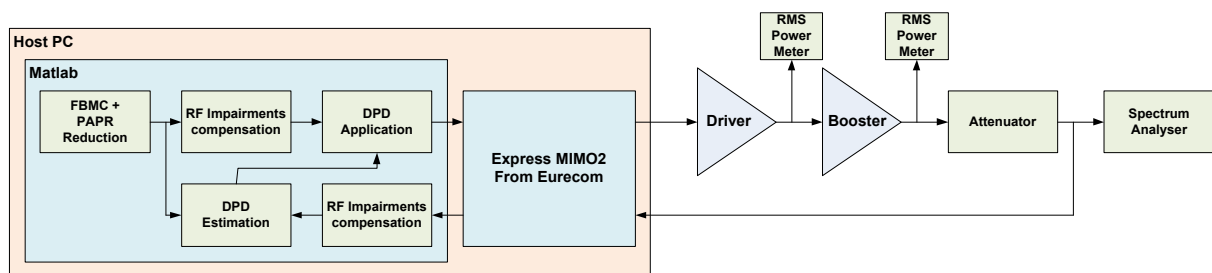 Host PC
Matlab
FBMC +
PAPR
Reduction
RF Impairments
compensation
DPD
Application
DPD
Estimation
RF Impairments
compensation
Express MIMO2
From Eurecom
Driver
RMS
Power
Meter
Booster
RMS
Power
Meter
Attenuator
Spectrum
Analyser